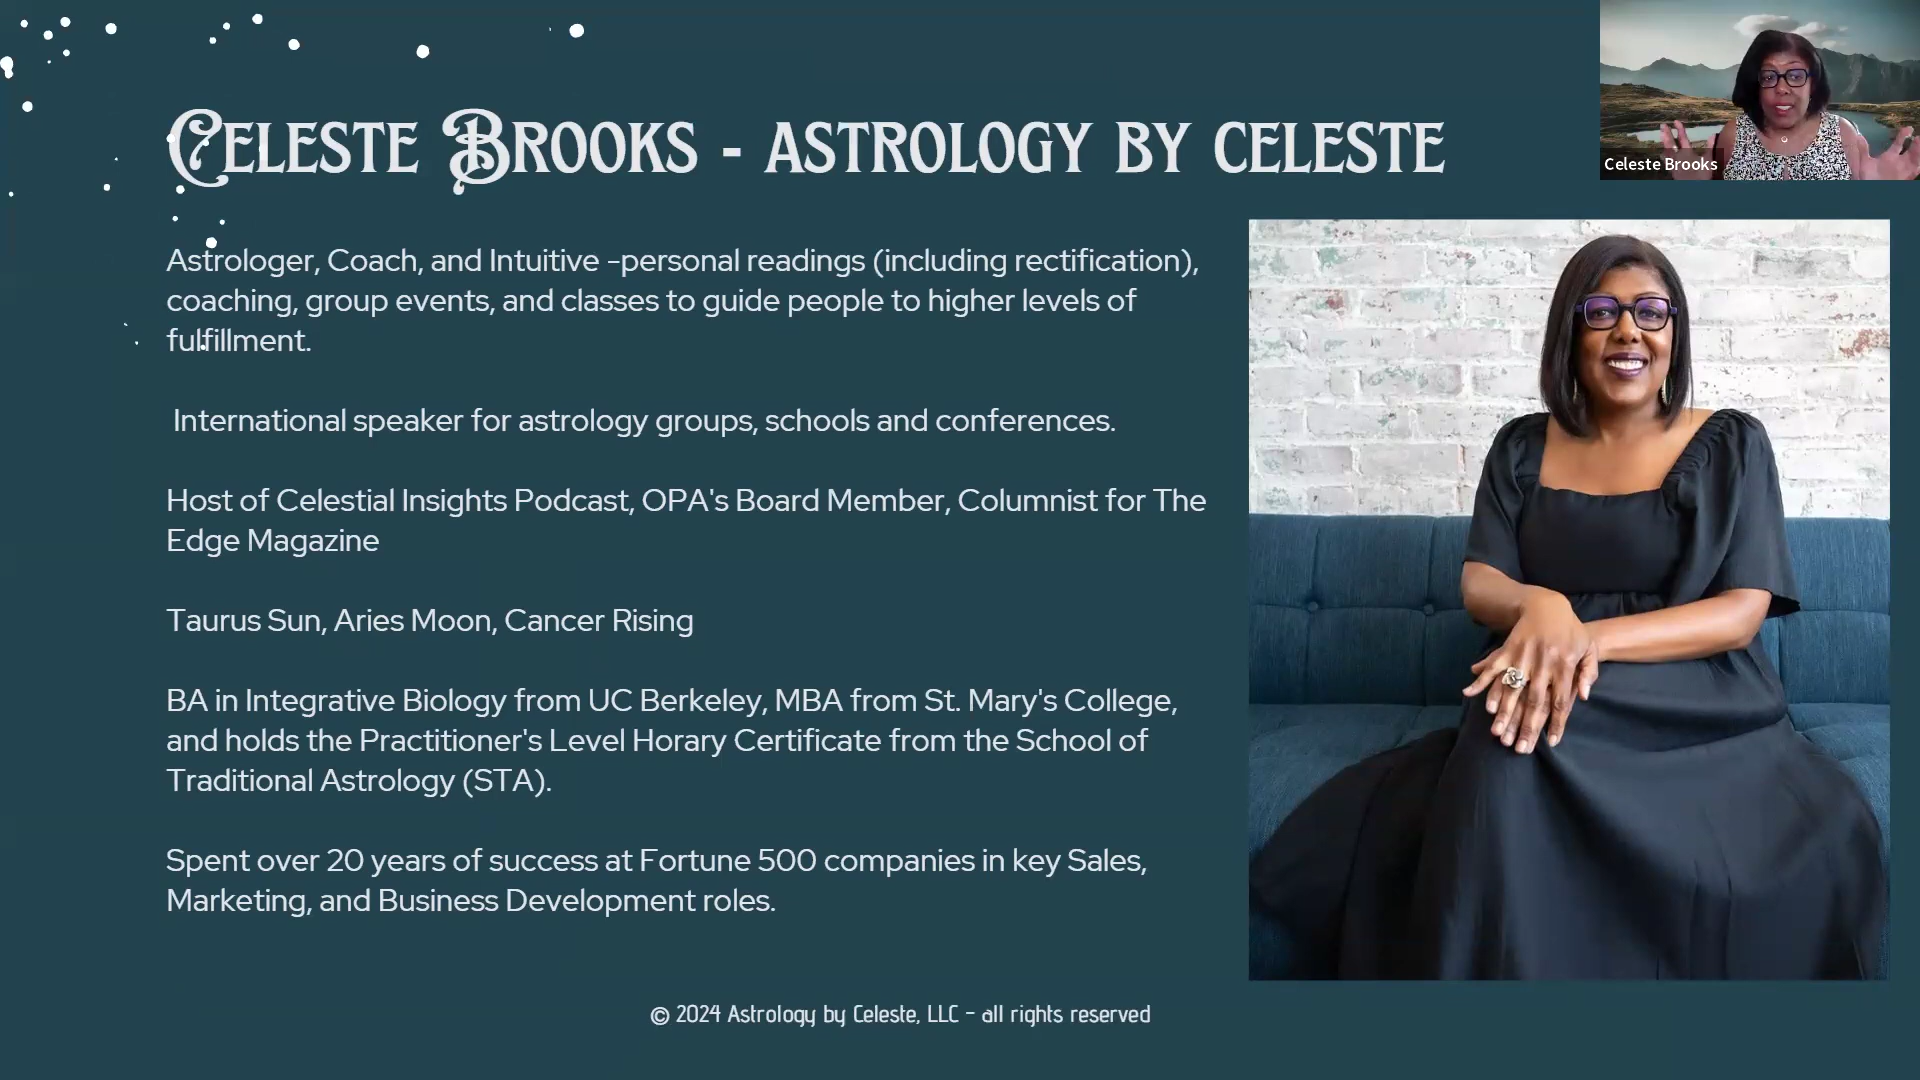 Celeste Brooks - Astrology by Celeste
Celeste Brooks
Astrologer, Coach, and Intuitive -personal readings (including rectification),
coaching, group events, and classes to guide people to higher levels of
fulfillment.
International speaker for astrology groups, schools and conferences.
Host of Celestial Insights Podcast, OPA's Board Member, Columnist for The
Edge Magazine
Taurus Sun, Aries Moon, Cancer Rising
BA in Integrative Biology from UC Berkeley, MBA from St. Mary's College,
and holds the Practitioner's Level Horary Certificate from the School of
Traditional Astrology (STA).
Spent over 20 years of success at Fortune 500 companies in key Sales,
Marketing, and Business Development roles.
© 2024 Astrology by Celeste, LLC - all rights reserved